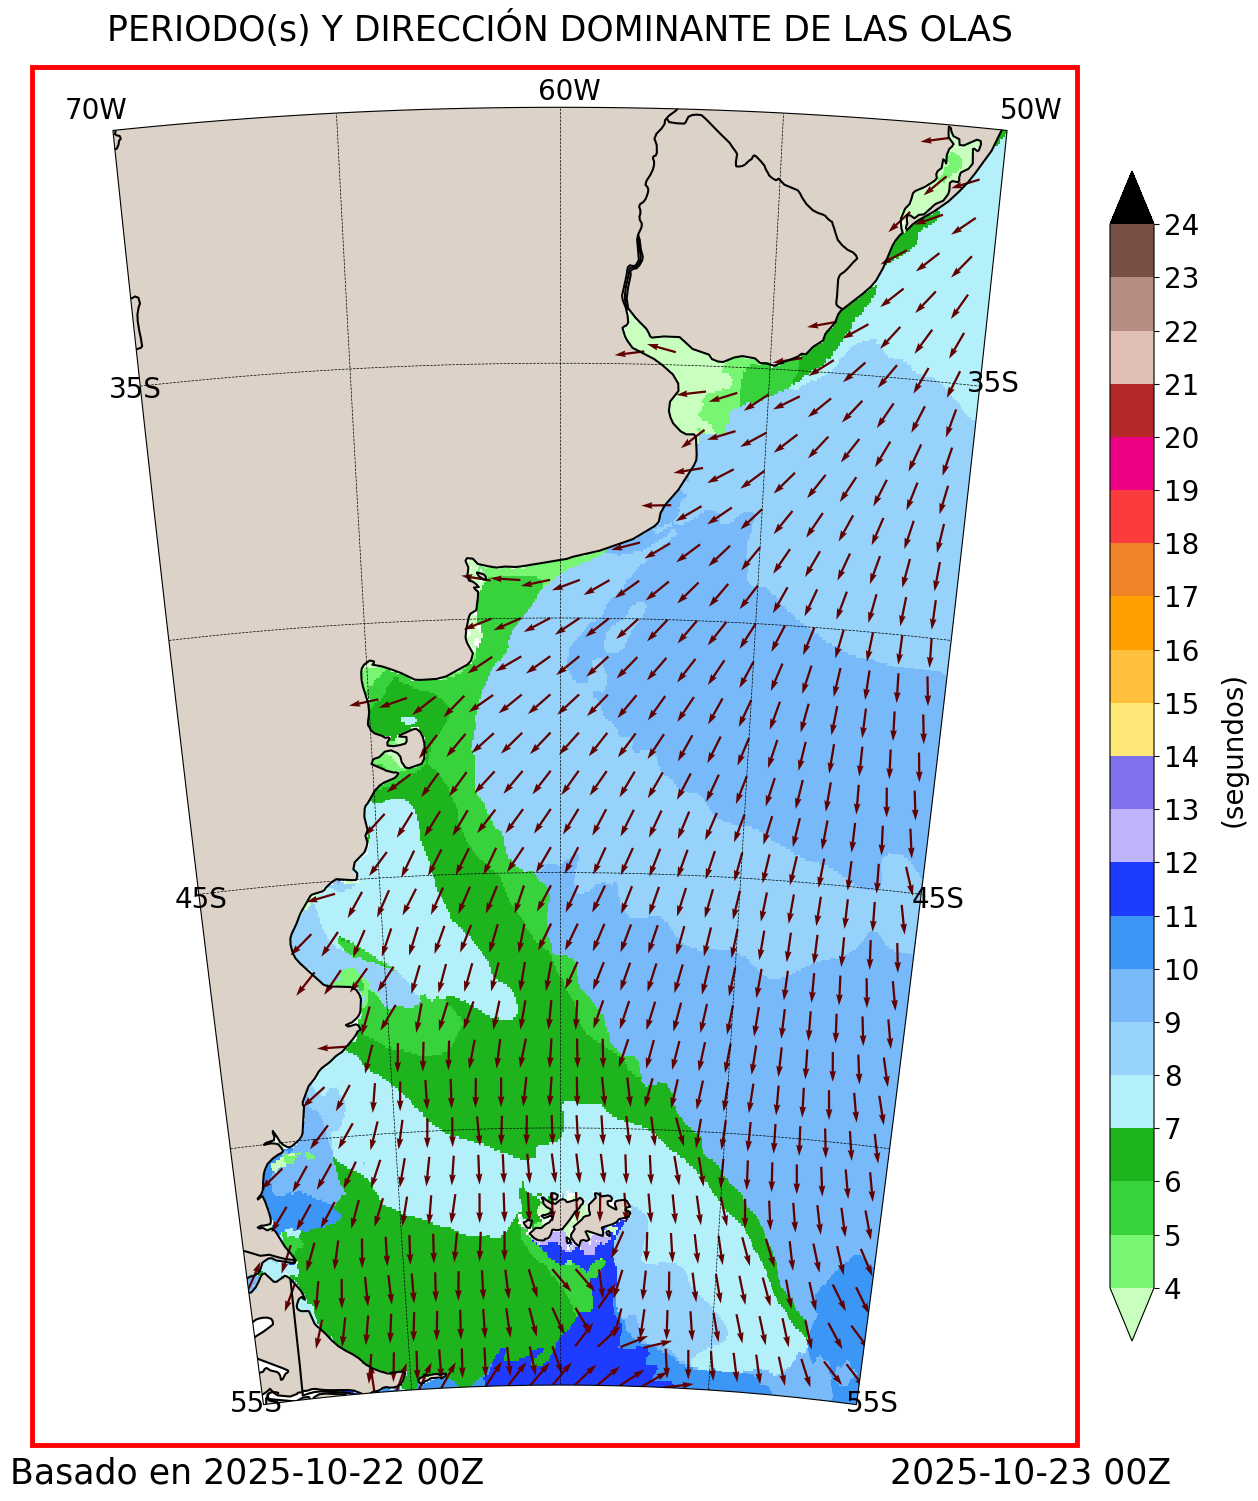 PERIODO(s) Y DIRECCIÓN DOMINANTE DE LAS OLAS
70W
60W
50W
35S
35S
45S
45S
55S
55S
24
23
22
21
20
19
18
17
16
15
14
13
12
11
10
9
8
7
6
5
4
(segundos)
Basado en 2025-10-22 00Z
2025-10-23 00Z